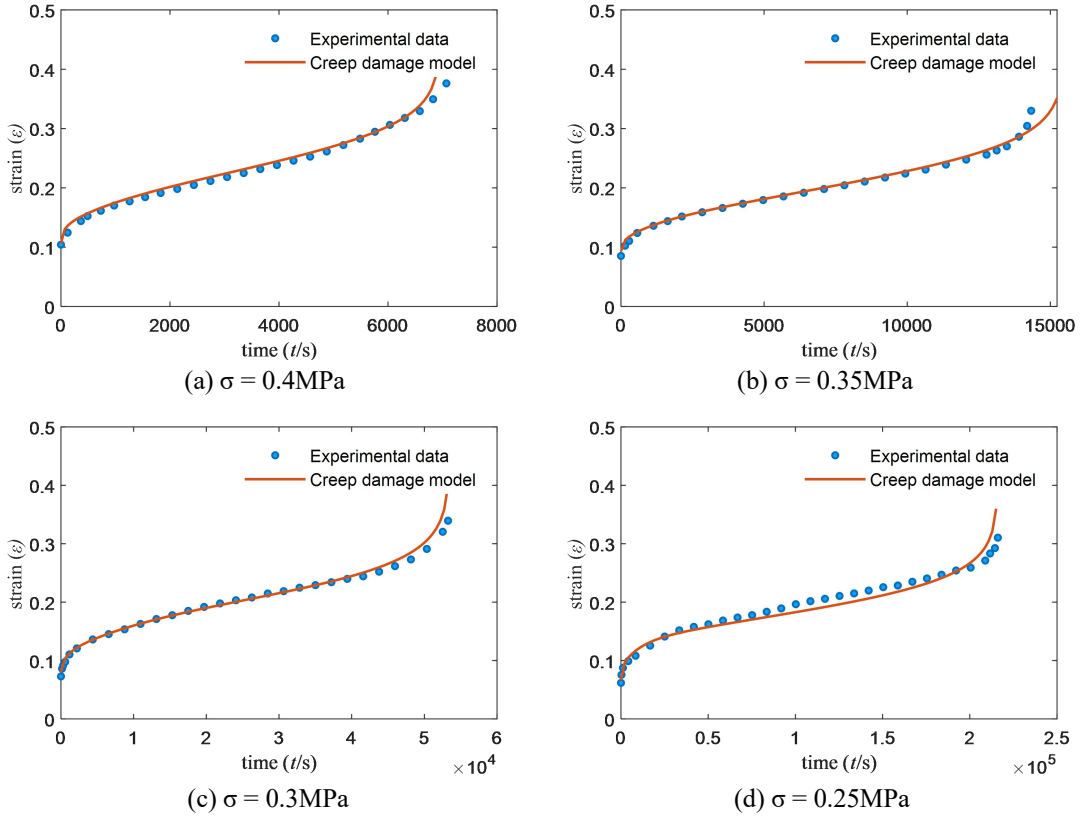 0.5
0.4
0.3
0.2
0.1
0
strain (ε)
Experimental data
Creep damage model
0 2000 4000 6000 8000
time (t/s)
(a) σ = 0.4MPa
0.5
0.4
0.3
0.2
0.1
0
strain (ε)
Experimental data
Creep damage model
0 5000 10000 15000
time (t/s)
(b) σ = 0.35MPa
0.5
0.4
0.3
0.2
0.1
0
strain (ε)
Experimental data
Creep damage model
0 1 2 3 4 5 6
time (t/s)
×10⁴
(c) σ = 0.3MPa
0.5
0.4
0.3
0.2
0.1
0
strain (ε)
Experimental data
Creep damage model
0 0.5 1 1.5 2 2.5
time (t/s)
×10⁵
(d) σ = 0.25MPa